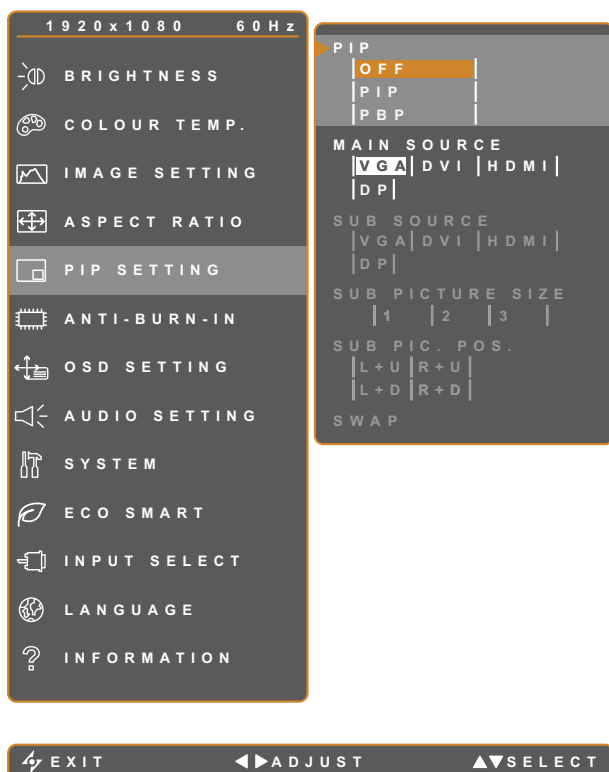 1920x1080 60Hz
BRIGHTNESS
COLOUR TEMP.
IMAGE SETTING
ASPECT RATIO
PIP SETTING
ANTI-BURN-IN
OSD SETTING
AUDIO SETTING
SYSTEM
ECO SMART
INPUT SELECT
LANGUAGE
INFORMATION
PIP
OFF
PIP
PBP
MAIN SOURCE
VGA DVI HDMI
DP
SUB SOURCE
VGA DVI HDMI
DP
SUB PICTURE SIZE
1 2 3
SUB PIC. POS.
L+U R+U
L+D R+D
SWAP
EXIT ADJUST SELECT